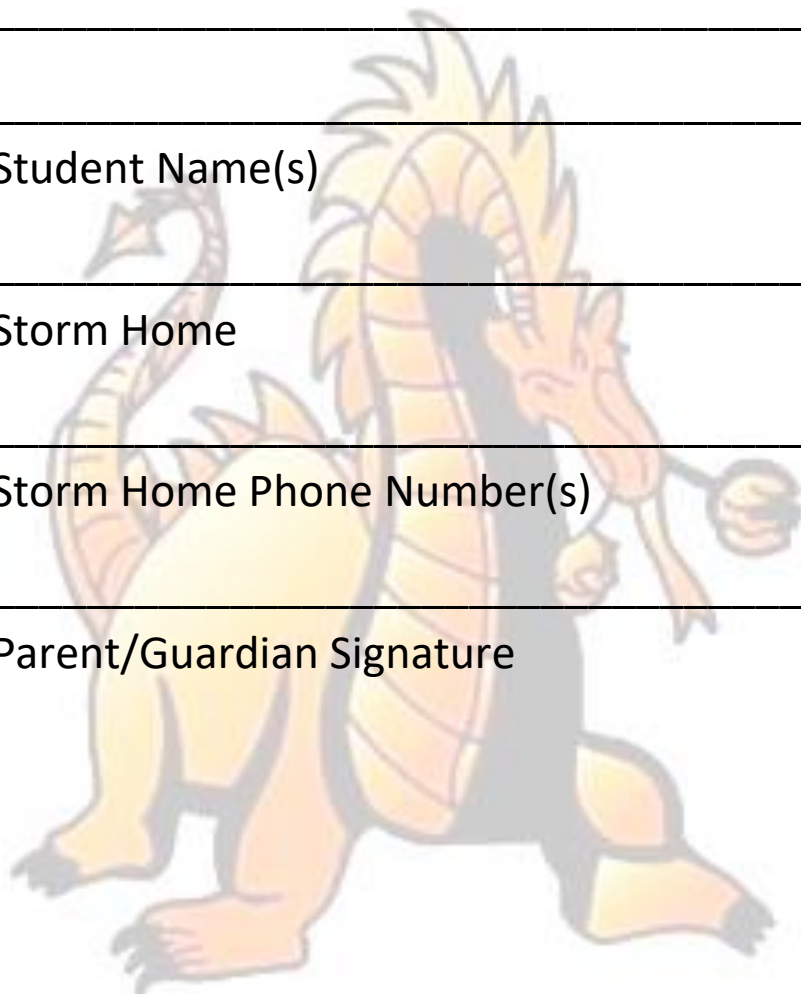 Student Name(s)
Storm Home
Storm Home Phone Number(s)
Parent/Guardian Signature